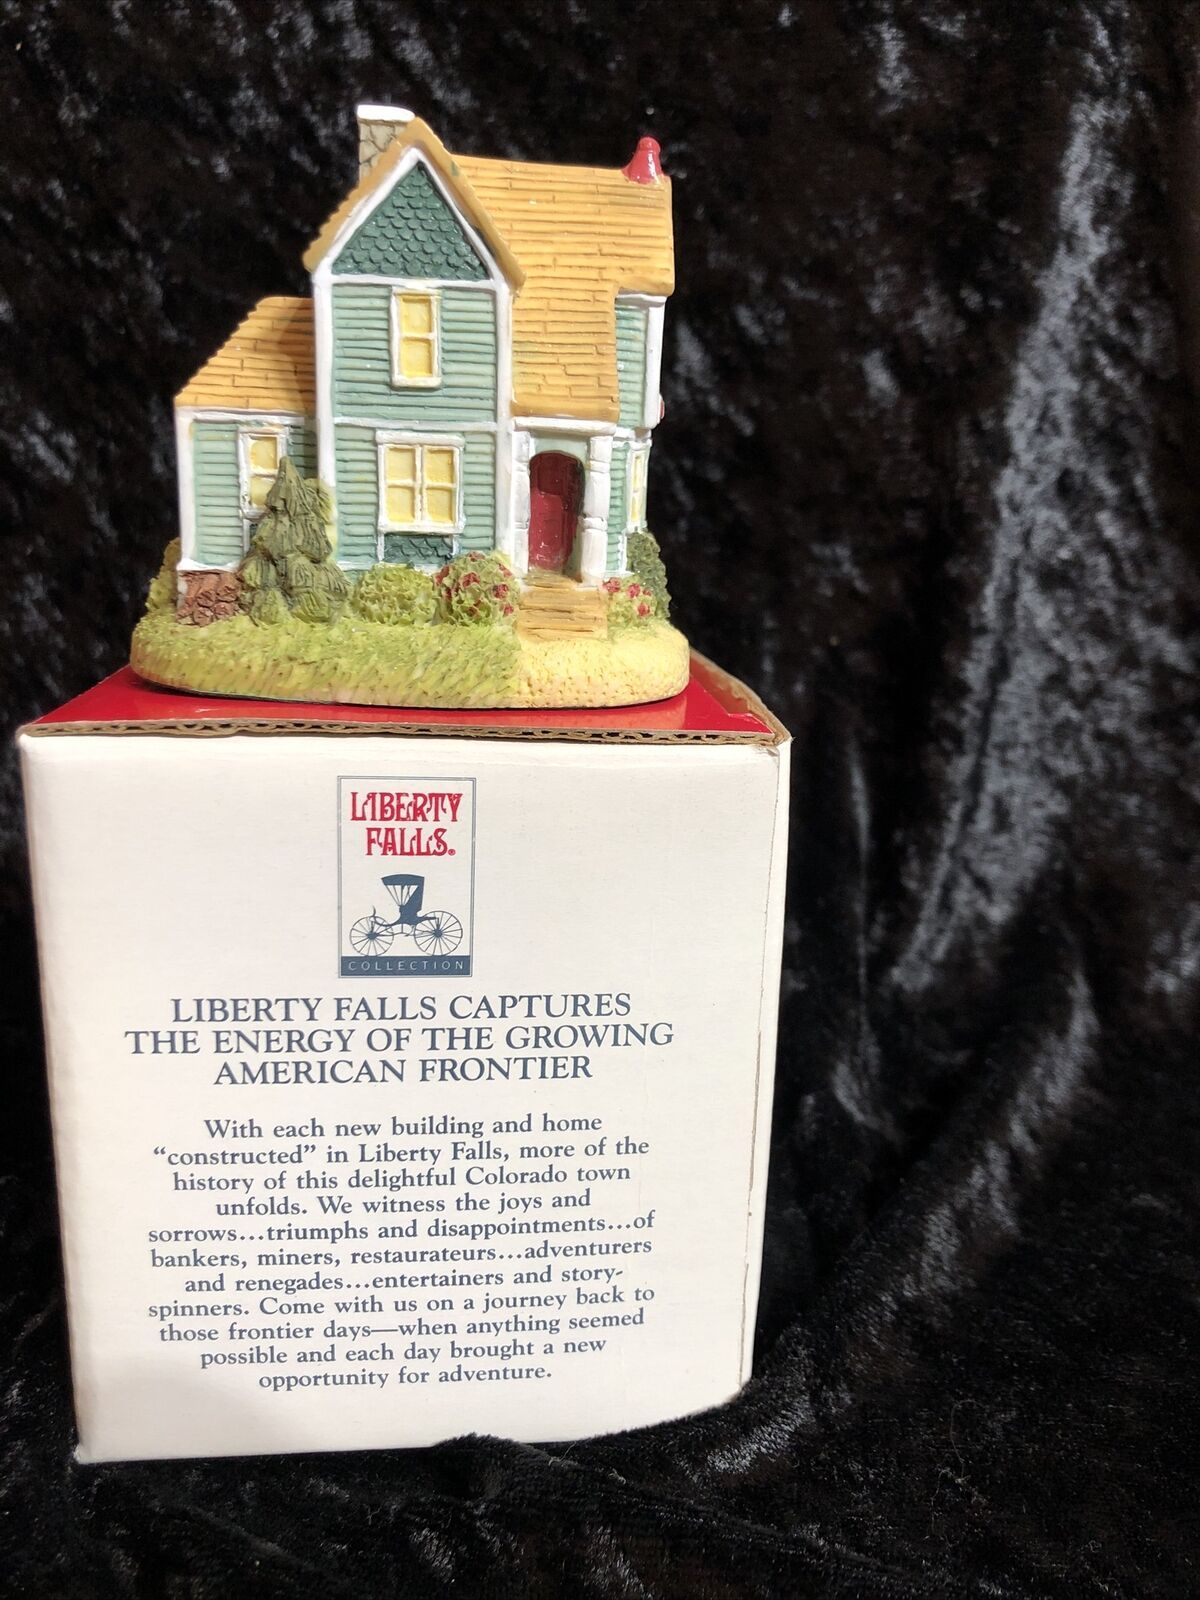 LIBERTY
FALLS®
COLLECTION
LIBERTY FALLS CAPTURES
THE ENERGY OF THE GROWING
AMERICAN FRONTIER
With each new building and home
“constructed” in Liberty Falls, more of the
history of this delightful Colorado town
unfolds. We witness the joys and
sorrows...triumphs and disappointments...of
bankers, miners, restaurateurs...adventurers
and renegades...entertainers and story-
spinners. Come with us on a journey back to
those frontier days—when anything seemed
possible and each day brought a new
opportunity for adventure.